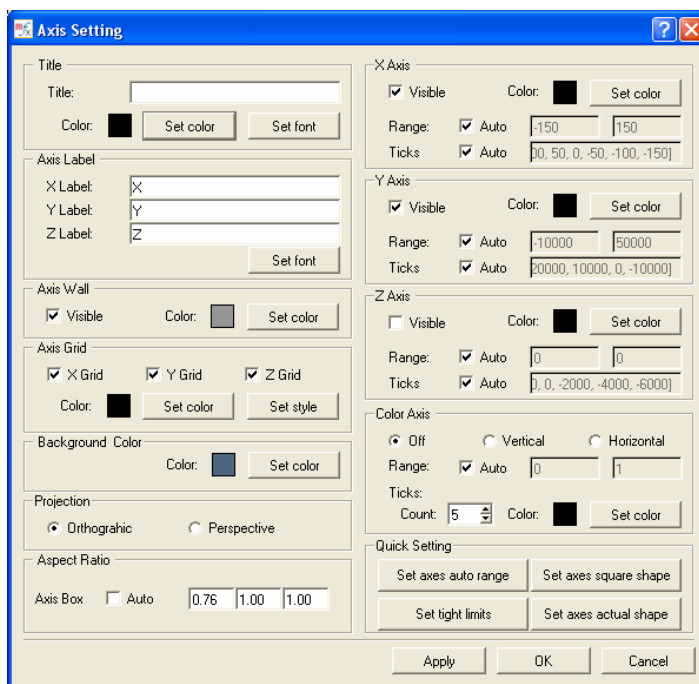 Axis Setting
Title
Title:
Color: Set color Set font
Axis Label
X Label: X
Y Label: Y
Z Label: Z
Set font
Axis Wall
Visible Color: Set color
Axis Grid
X Grid Y Grid Z Grid
Color: Set color Set style
Background Color
Color: Set color
Projection
Orthograhic Perspective
Aspect Ratio
Axis Box Auto 0.76 1.00 1.00
X Axis
Visible Color: Set color
Range: Auto -150 150
Ticks Auto 00, 50, 0, -50, -100, -150]
Y Axis
Visible Color: Set color
Range: Auto -10000 50000
Ticks Auto 20000, 10000, 0, -10000]
Z Axis
Visible Color: Set color
Range: Auto 0 0
Ticks Auto 0, 0, -2000, -4000, -6000]
Color Axis
Off Vertical Horizontal
Range: Auto 0 1
Ticks:
Count: 5 Color: Set color
Quick Setting
Set axes auto range Set axes square shape
Set tight limits Set axes actual shape
Apply OK Cancel